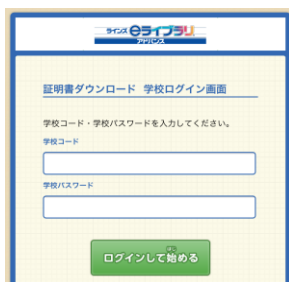 ラインズ eライブラリ
アドバンス
証明書ダウンロード 学校ログイン画面
学校コード・学校パスワードを入力してください。
学校コード
学校パスワード
ログインして始める